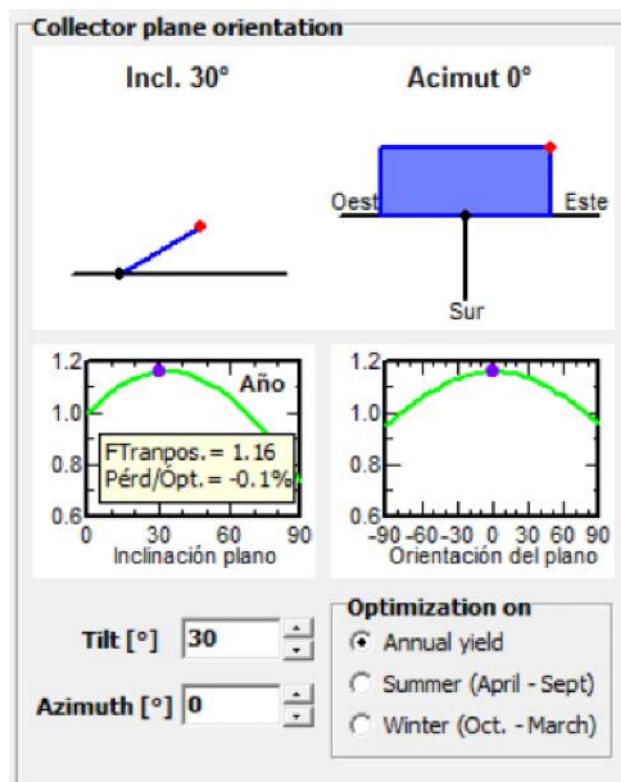 Collector plane orientation
Incl. 30°
Acimut 0°
Oest
Este
Sur
1.2
1.0
0.8
0.6
Año
FTranpos.= 1.16
Pérd/Ópt.= -0.1%
0 30 60 90
Inclinación plano
1.2
1.0
0.8
0.6
-90 -60 -30 0 30 60 90
Orientación del plano
Tilt [°] 30
Azimuth [°] 0
Optimization on
Annual yield
Summer (April - Sept)
Winter (Oct. - March)